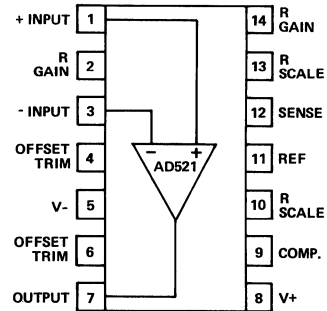 + INPUT 1
R
GAIN 2
- INPUT 3
OFFSET
TRIM 4
V- 5
OFFSET
TRIM 6
OUTPUT 7
- +
AD521
14 R
GAIN
13 R
SCALE
12 SENSE
11 REF
10 R
SCALE
9 COMP.
8 V+